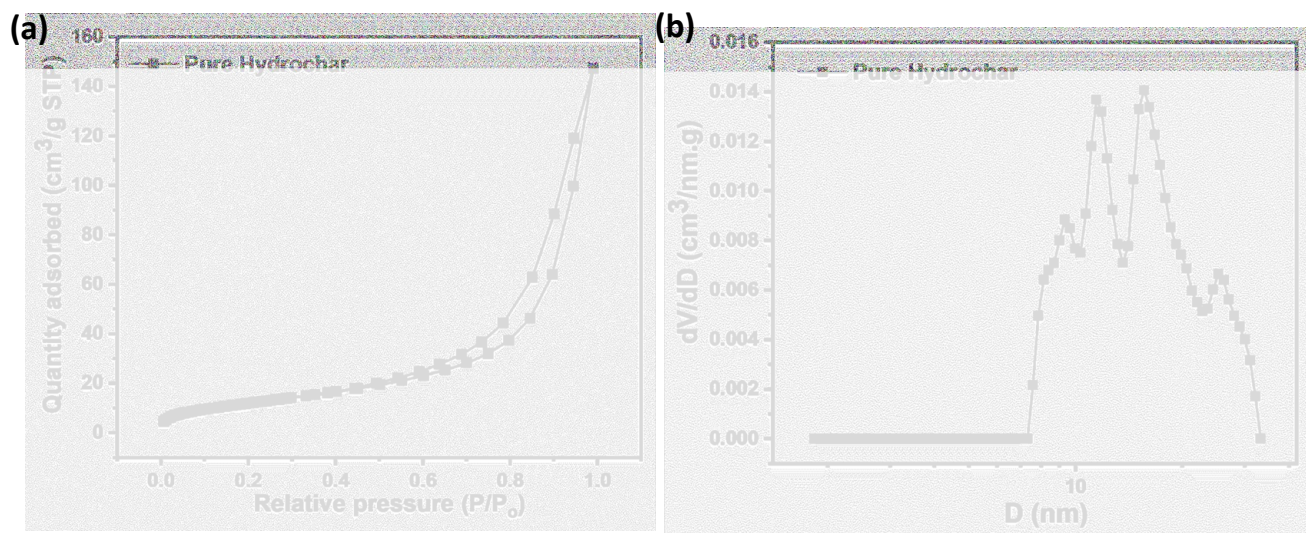 (a)
160
Pure Hydrochar
140
120
100
80
60
40
20
0
Quantity adsorbed (cm³/g STP)
0.0 0.2 0.4 0.6 0.8 1.0
Relative pressure (P/P₀)
(b)
0.016
Pure Hydrochar
0.014
0.012
0.010
0.008
0.006
0.004
0.002
0.000
dV/dD (cm³/nm.g)
10
D (nm)